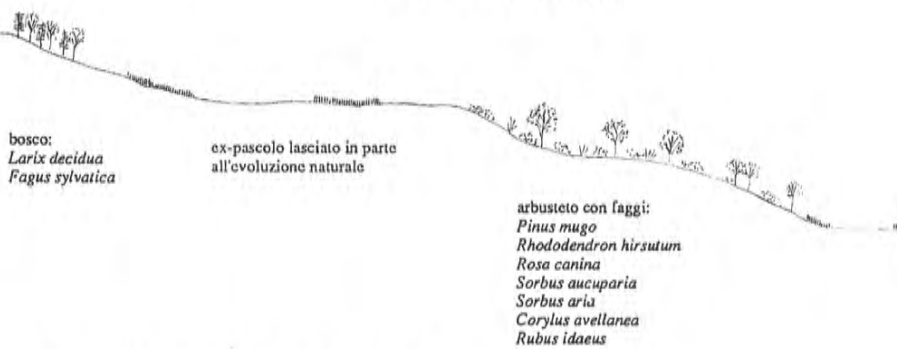 bosco:
Larix decidua
Fagus sylvatica
ex-pascolo lasciato in parte
all'evoluzione naturale
arbusteto con faggi:
Pinus mugo
Rhododendron hirsutum
Rosa canina
Sorbus aucuparia
Sorbus aria
Corylus avellanea
Rubus idaeus